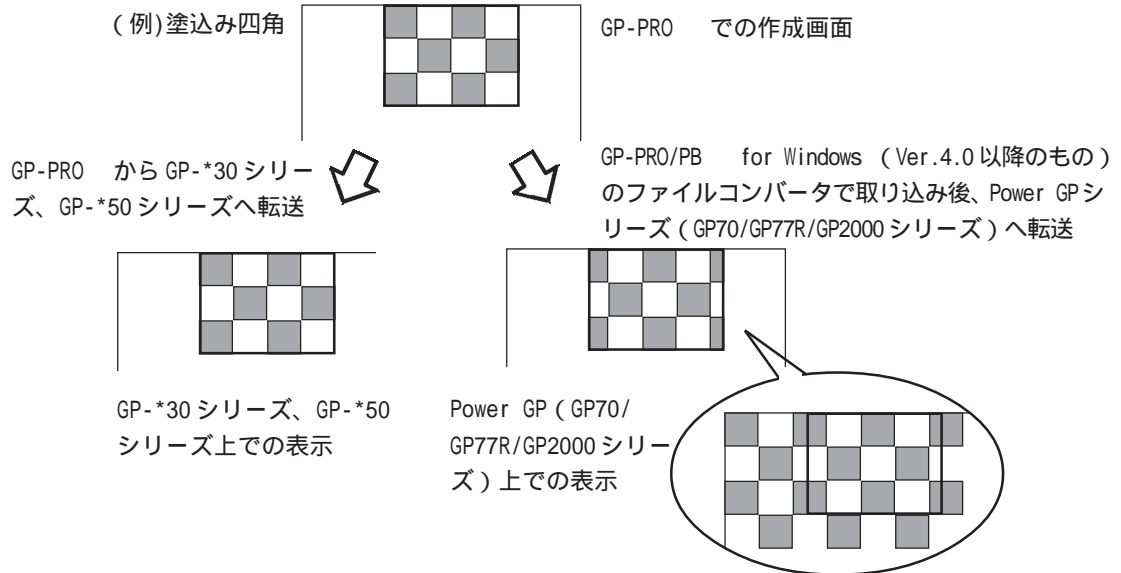 (例)塗込み四角
GP-PRO での作成画面
GP-PRO から GP-*30 シリー
ズ、GP-*50 シリーズへ転送
GP-PRO/PB for Windows (Ver.4.0 以降のもの)
のファイルコンバータで取り込み後、Power GPシ
リーズ(GP70/GP77R/GP2000 シリーズ)へ転送
GP-*30 シリーズ、GP-*50
シリーズ上での表示
Power GP(GP70/
GP77R/GP2000 シリー
ズ)上での表示